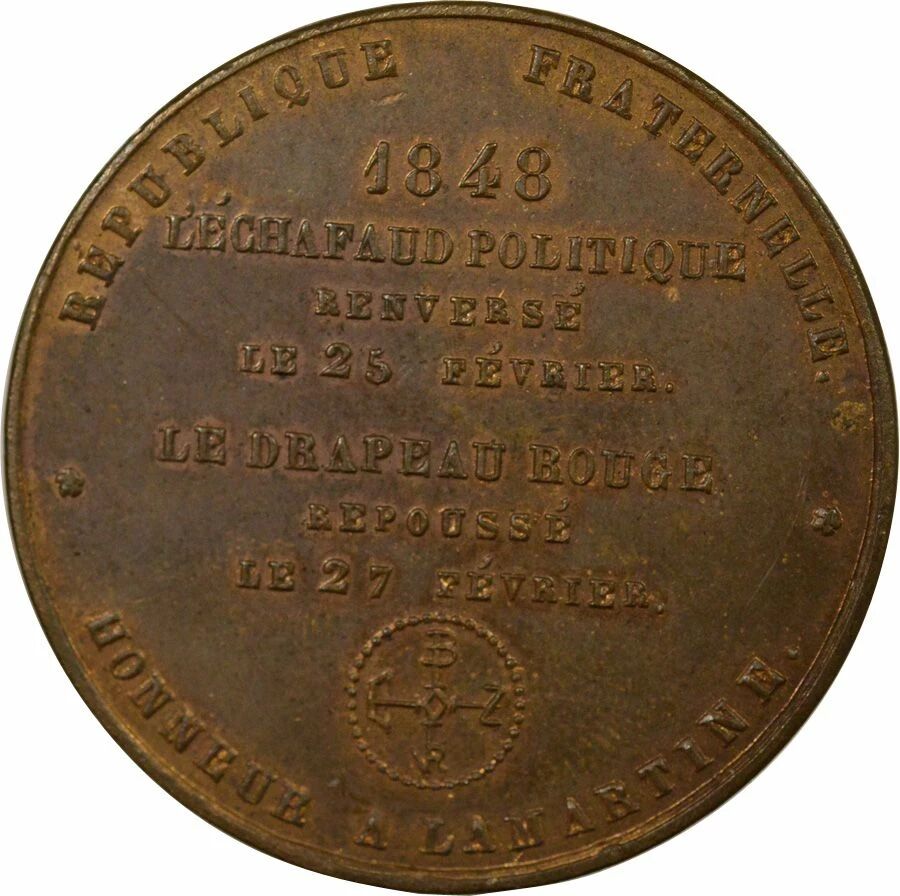 RÉPUBLIQUE FRATERNELLE.
1848
L'ÉCHAFAUD POLITIQUE
RENVERSÉ
LE 25 FÉVRIER.
LE DRAPEAU ROUGE
REPOUSSÉ
LE 27 FÉVRIER.
HONNEUR A LAMARTINE.